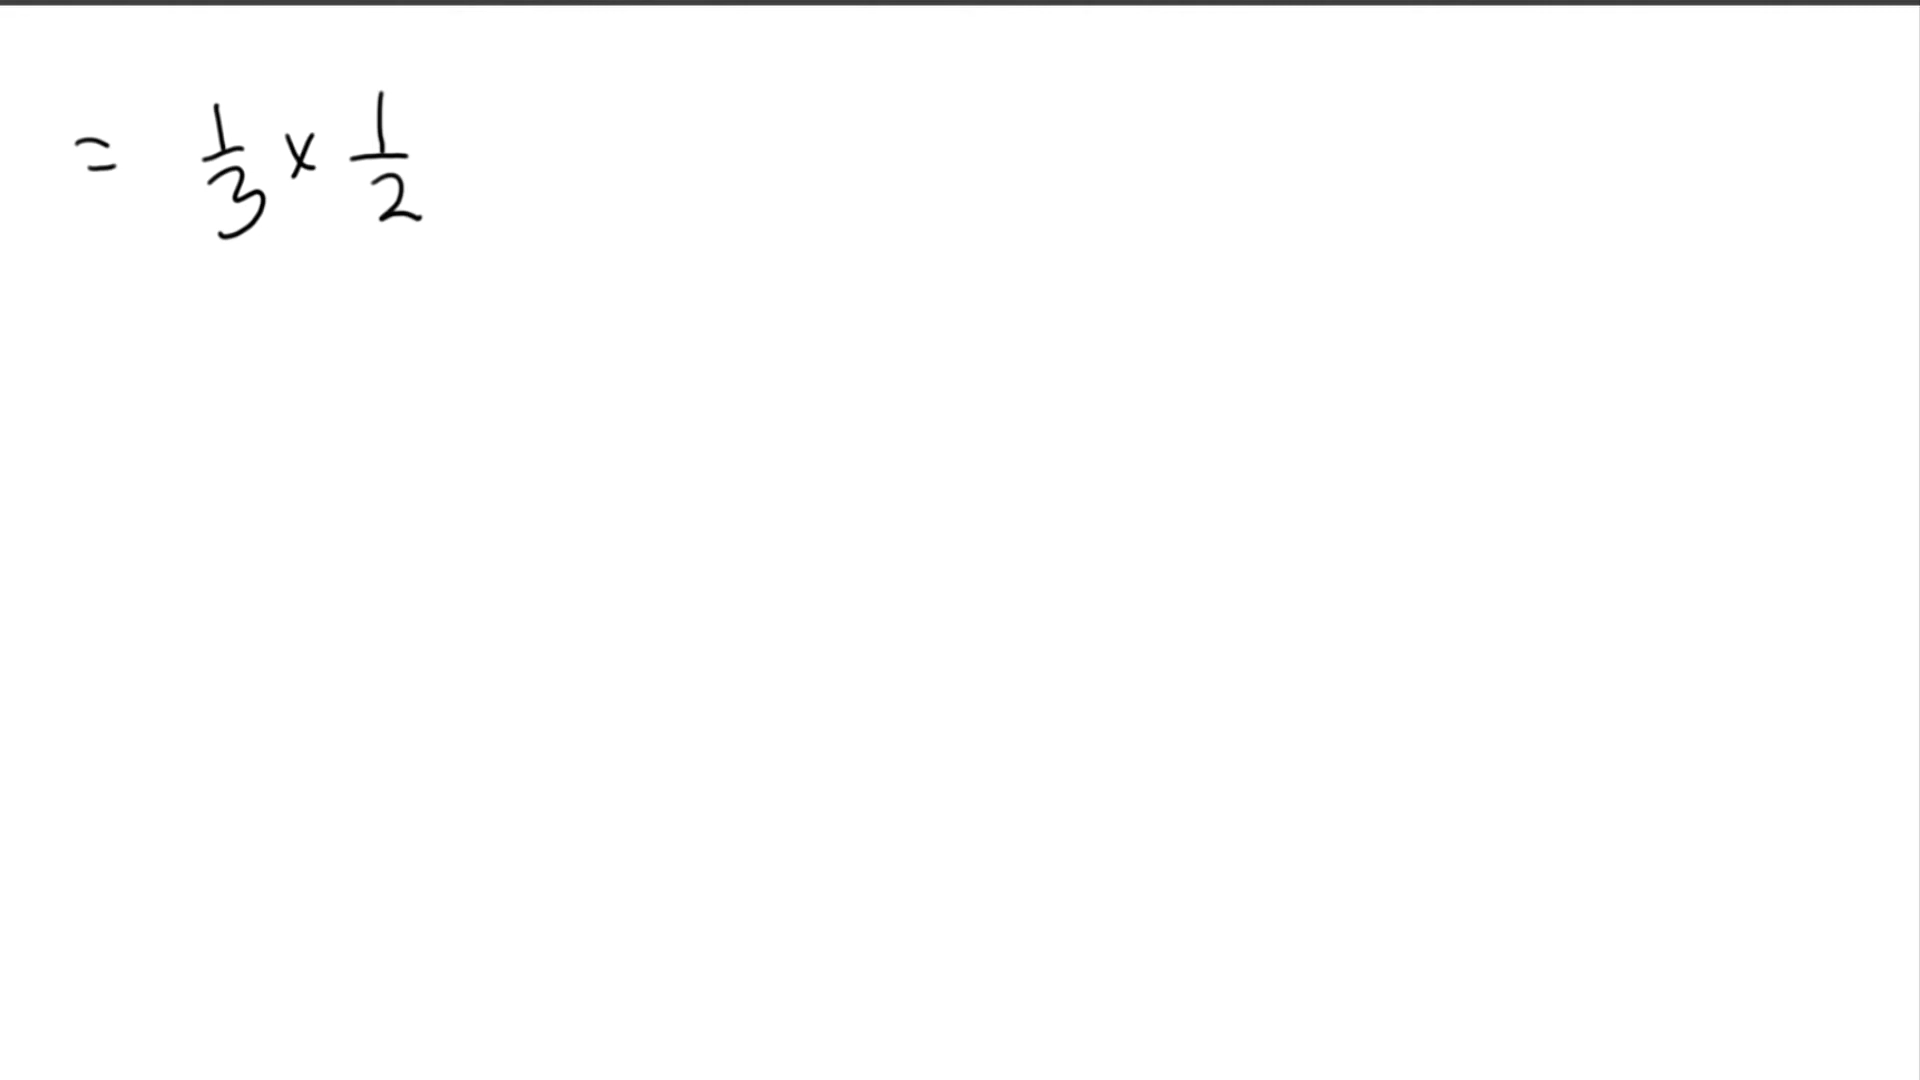 = 1/3 x 1/2